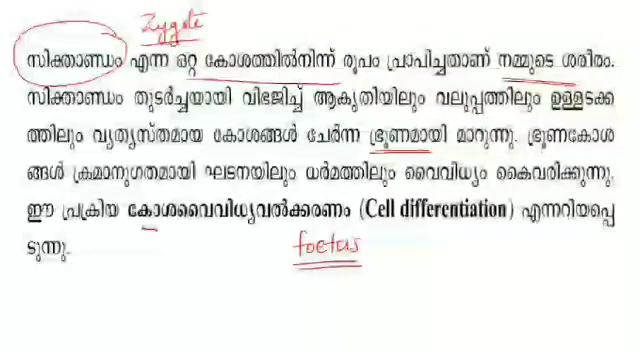 Zygote
സിക്താണ്ഡം എന്ന ഒറ്റ കോശത്തിൽനിന്ന് രൂപം പ്രാപിച്ചതാണ് നമ്മുടെ ശരീരം.
സിക്താണ്ഡം തുടർച്ചയായി വിഭജിച്ച് ആകൃതിയിലും വലുപ്പത്തിലും ഉള്ളടക്ക
ത്തിലും വ്യത്യസ്തമായ കോശങ്ങൾ ചേർന്ന ഭ്രൂണമായി മാറുന്നു. ഭ്രൂണകോശ
ങ്ങൾ ക്രമാനുഗതമായി ഘടനയിലും ധർമത്തിലും വൈവിധ്യം കൈവരിക്കുന്നു.
ഈ പ്രക്രിയ കോശവൈവിധ്യവൽക്കരണം (Cell differentiation) എന്നറിയപ്പെ
ടുന്നു.
foetus